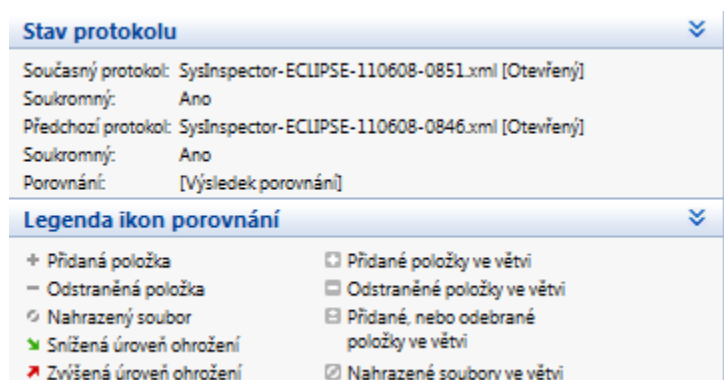 Stav protokolu
Současný protokol: SysInspector-ECLIPSE-110608-0851.xml [Otevřený]
Soukromný: Ano
Předchozí protokol: SysInspector-ECLIPSE-110608-0846.xml [Otevřený]
Soukromný: Ano
Porovnání: [Výsledek porovnání]
Legenda ikon porovnání
Přidaná položka
Odstraněná položka
Nahrazený soubor
Snížená úroveň ohrožení
Zvýšená úroveň ohrožení
Přidané položky ve větvi
Odstraněné položky ve větvi
Přidané, nebo odebrané
položky ve větvi
Nahrazené soubory ve větvi